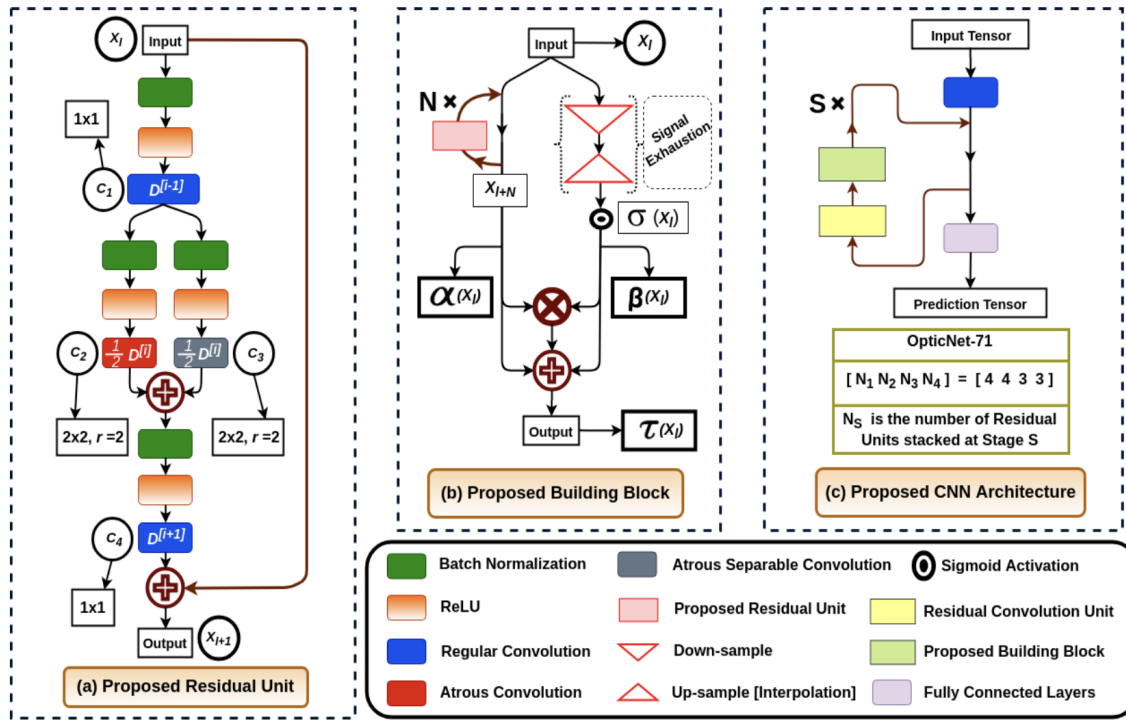 X_l
Input
1x1
C_1
D^[i-1]
C_2
1/2 D^[i]
1/2 D^[i]
C_3
2x2, r =2
2x2, r =2
C_4
D^[i+1]
1x1
Output
X_l+1
(a) Proposed Residual Unit
Input
X_l
N ×
Signal
Exhaustion
X_l+N
σ (X_l)
α(X_l)
β(X_l)
Output
τ(X_l)
(b) Proposed Building Block
Input Tensor
S ×
Prediction Tensor
OpticNet-71
[ N_1 N_2 N_3 N_4 ] = [ 4 4 3 3 ]
N_S is the number of Residual
Units stacked at Stage S
(c) Proposed CNN Architecture
Batch Normalization
ReLU
Regular Convolution
Atrous Convolution
Atrous Separable Convolution
Proposed Residual Unit
Down-sample
Up-sample [Interpolation]
Sigmoid Activation
Residual Convolution Unit
Proposed Building Block
Fully Connected Layers